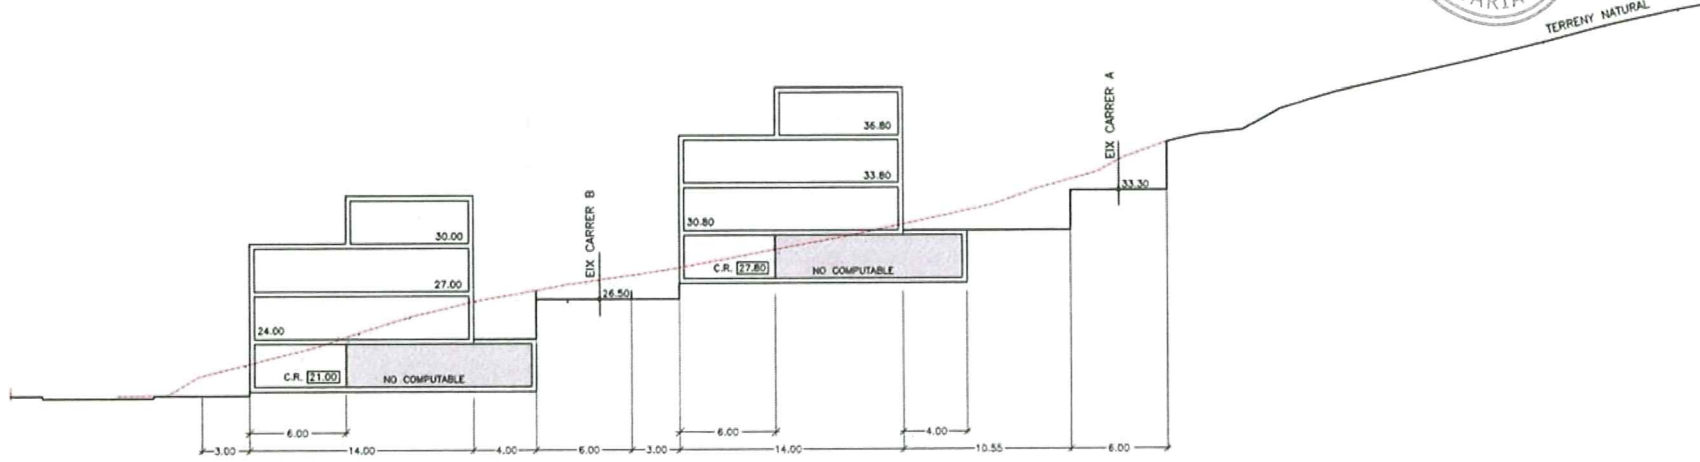 ARIA
TERRENY NATURAL
EIX CARRER A
36.80
33.80
33.30
EIX CARRER B
30.80
30.00
C.R. 27.80 NO COMPUTABLE
27.00
26.50
24.00
C.R. 21.00 NO COMPUTABLE
6.00 6.00 4.00
3.00 14.00 4.00 6.00 3.00 14.00 10.55 6.00